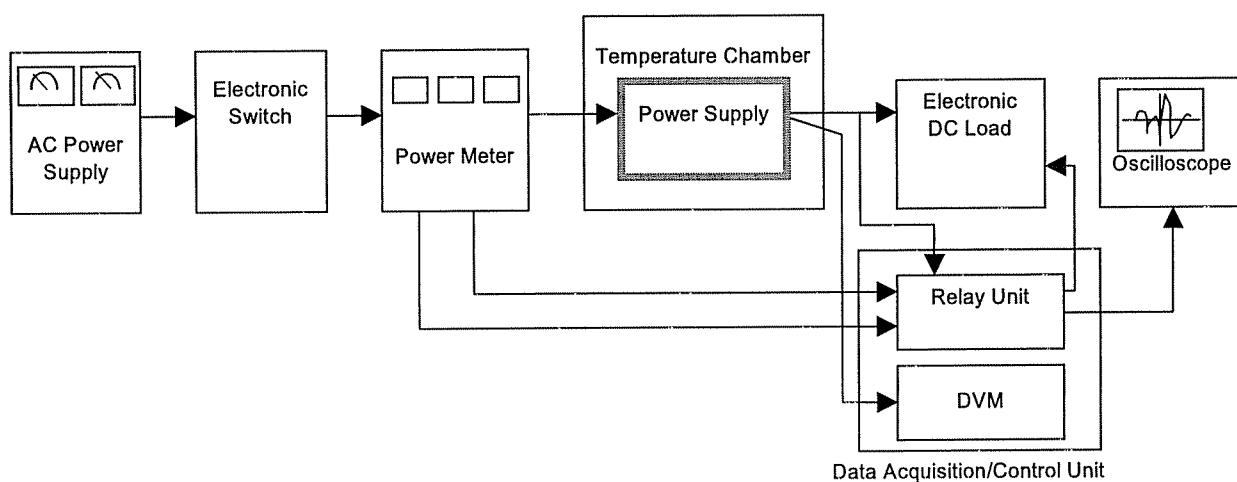 AC Power
Supply
Electronic
Switch
Power Meter
Temperature Chamber
Power Supply
Electronic
DC Load
Oscilloscope
Relay Unit
DVM
Data Acquisition/Control Unit